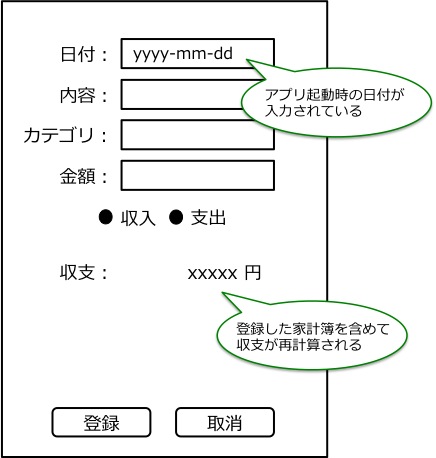 日付： yyyy-mm-dd
アプリ起動時の日付が
入力されている
内容：
カテゴリ：
金額：
● 収入 ● 支出
収支： xxxxx 円
登録した家計簿を含めて
収支が再計算される
登録 取消